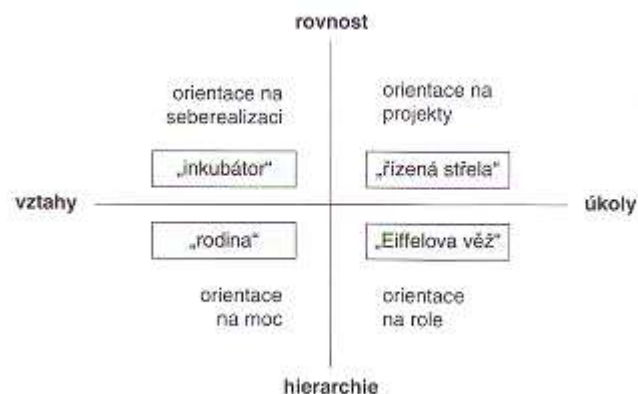 rovnost
orientace na
seberealizaci
orientace na
projekty
„inkubátor“
„řízená střela“
vztahy
úkoly
„rodina“
„Eiffelova věž“
orientace
na moc
orientace
na role
hierarchie